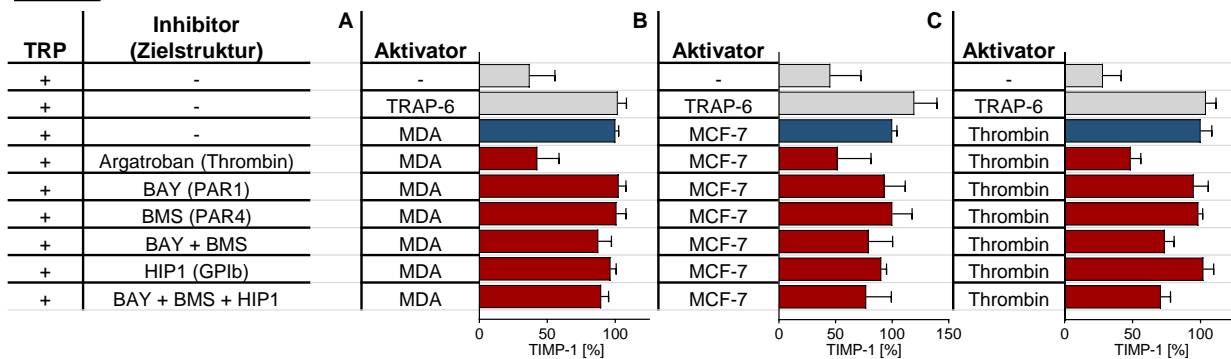 A B C
Inhibitor
TRP (Zielstruktur) Aktivator Aktivator Aktivator
+ - - - -
+ - TRAP-6 TRAP-6 TRAP-6
+ - MDA MCF-7 Thrombin
+ Argatroban (Thrombin) MDA MCF-7 Thrombin
+ BAY (PAR1) MDA MCF-7 Thrombin
+ BMS (PAR4) MDA MCF-7 Thrombin
+ BAY + BMS MDA MCF-7 Thrombin
+ HIP1 (GPIb) MDA MCF-7 Thrombin
+ BAY + BMS + HIP1 MDA MCF-7 Thrombin
0 50 100 0 50 100 150 0 50 100
TIMP-1 [%] TIMP-1 [%] TIMP-1 [%]